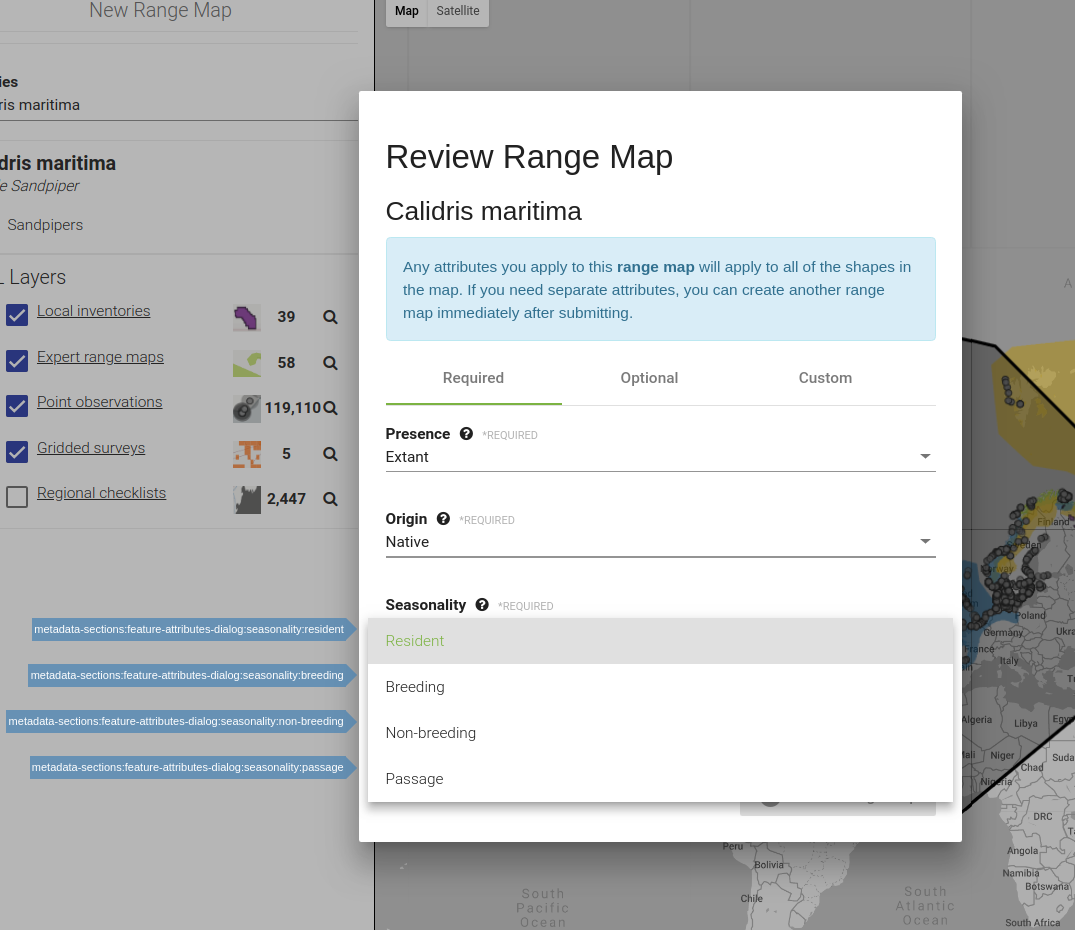 New Range Map
ies
ris maritima
dris maritima
e Sandpiper
Sandpipers
Layers
Local inventories 39
Expert range maps 58
Point observations 119,110
Gridded surveys 5
Regional checklists 2,447
metadata-sections:feature-attributes-dialog:seasonality:resident
metadata-sections:feature-attributes-dialog:seasonality:breeding
metadata-sections:feature-attributes-dialog:seasonality:non-breeding
metadata-sections:feature-attributes-dialog:seasonality:passage
Map Satellite
Review Range Map
Calidris maritima
Any attributes you apply to this range map will apply to all of the shapes in
the map. If you need separate attributes, you can create another range
map immediately after submitting.
Required Optional Custom
Presence ? *REQUIRED
Extant
Origin ? *REQUIRED
Native
Seasonality ? *REQUIRED
Resident
Breeding
Non-breeding
Passage
A
Finland
Poland
Germany
Ukra
France
Italy
Algeria
Libya
Egy
Mali
Niger
Chad
Suda
Nigeria
DRC
Angola
Namibia
Botswana
South Africa
Peru
Bolivia
Chile
South
Pacific
Ocean
South
Atlantic
Ocean